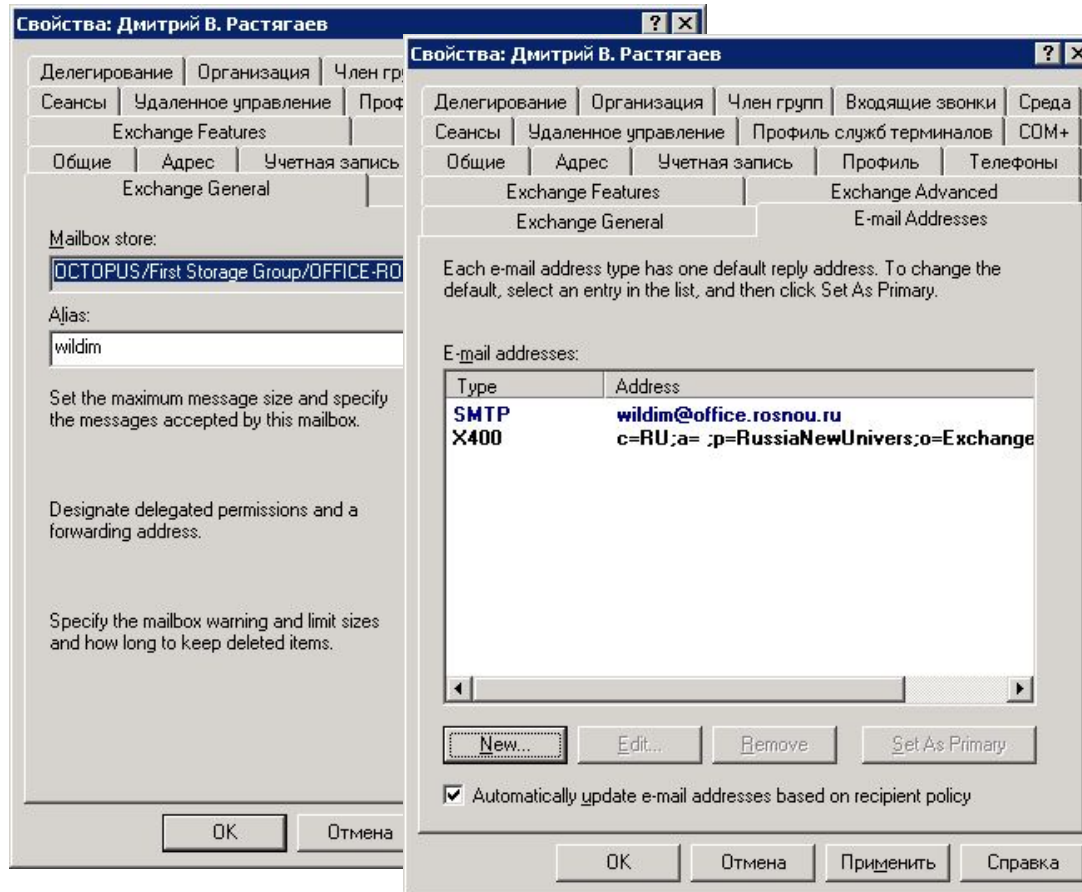 Свойства: Дмитрий В. Растягаев
Делегирование Организация Член
Сеансы Удаленное управление
Exchange Features
Общие Адрес Учетная запись
Exchange General
Mailbox store:
OCTOPUS/First Storage Group/OFFICE-RO
Alias:
wildim
Set the maximum message size and specify
the messages accepted by this mailbox.
Designate delegated permissions and a
forwarding address.
Specify the mailbox warning and limit sizes
and how long to keep deleted items.
OK Отмена
Свойства: Дмитрий В. Растягаев
Делегирование Организация Член групп Входящие звонки Среда
Сеансы Удаленное управление Профиль служб терминалов COM+
Общие Адрес Учетная запись Профиль Телефоны
Exchange Features Exchange Advanced
Exchange General E-mail Addresses
Each e-mail address type has one default reply address. To change the
default, select an entry in the list, and then click Set As Primary.
E-mail addresses:
Type Address
SMTP wildim@office.rosnou.ru
X400 c=RU;a= ;p=RussiaNewUnivers;o=Exchange
New... Edit... Remove Set As Primary
Automatically update e-mail addresses based on recipient policy
OK Отмена Применить Справка